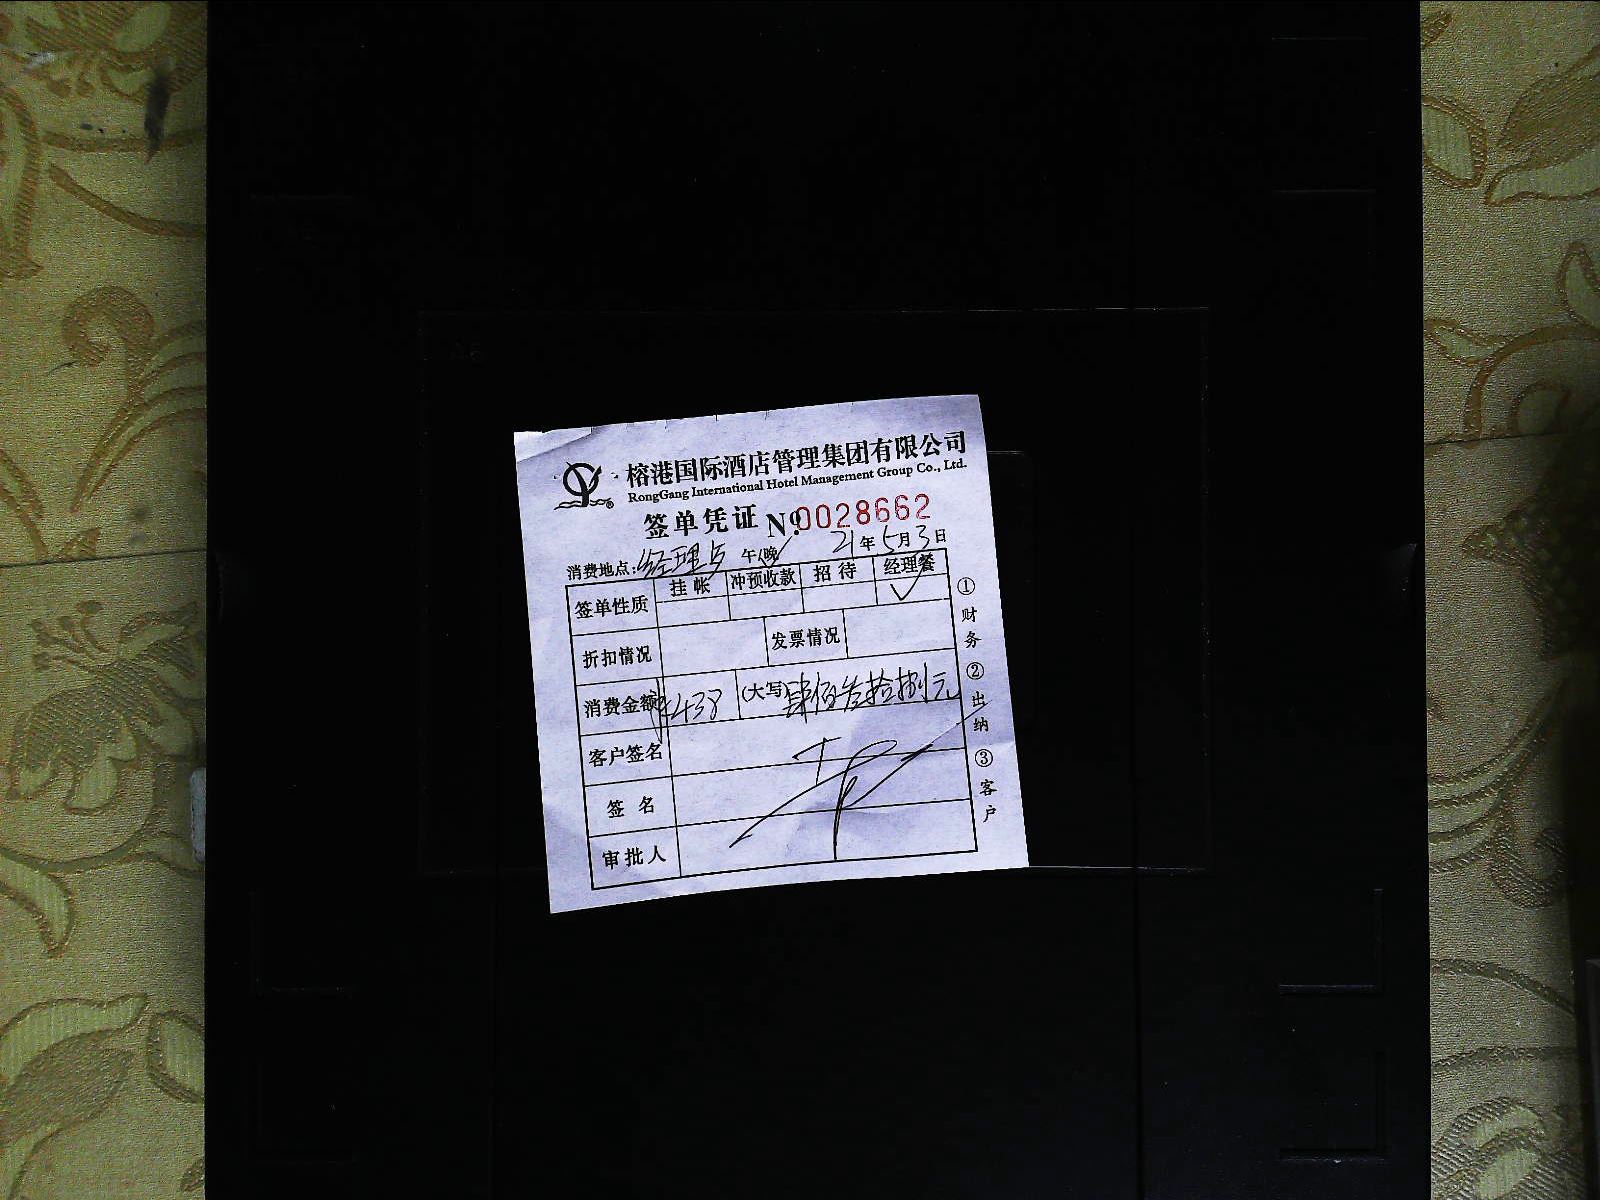 榕港国际酒店管理集团有限公司
RongGang International Hotel Management Group Co., Ltd.
签单凭证 Nº 0028662
消费地点: 经理 午/晚 21年5月3日
签单性质 挂帐 冲预收款 招待 经理餐
✓
折扣情况 发票情况
消费金额 ¥438 (大写) 肆佰叁拾捌元
客户签名
签名
审批人
①财务 ②出纳 ③客户